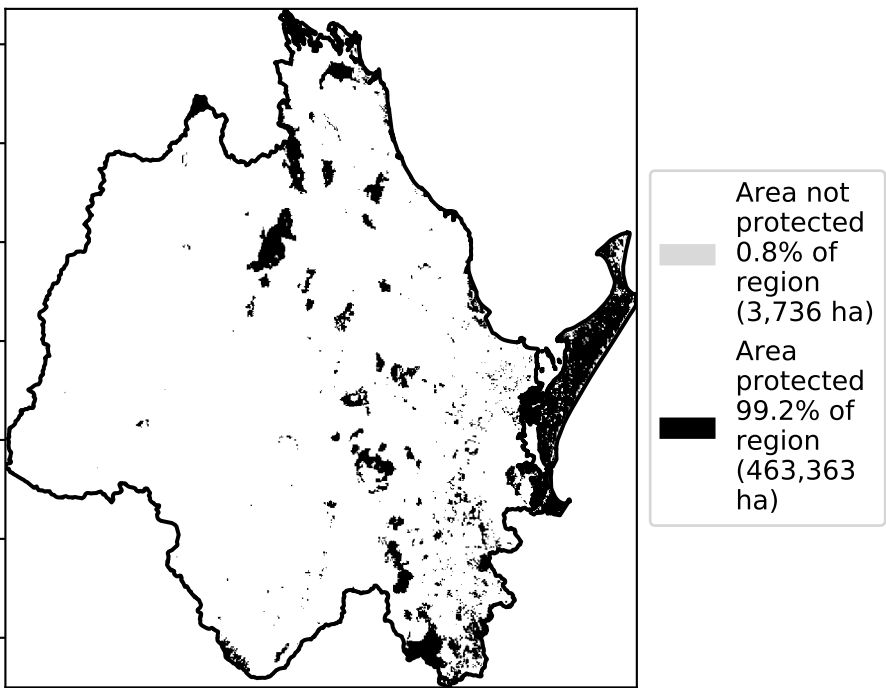 Area not
protected
0.8% of
region
(3,736 ha)
Area
protected
99.2% of
region
(463,363
ha)